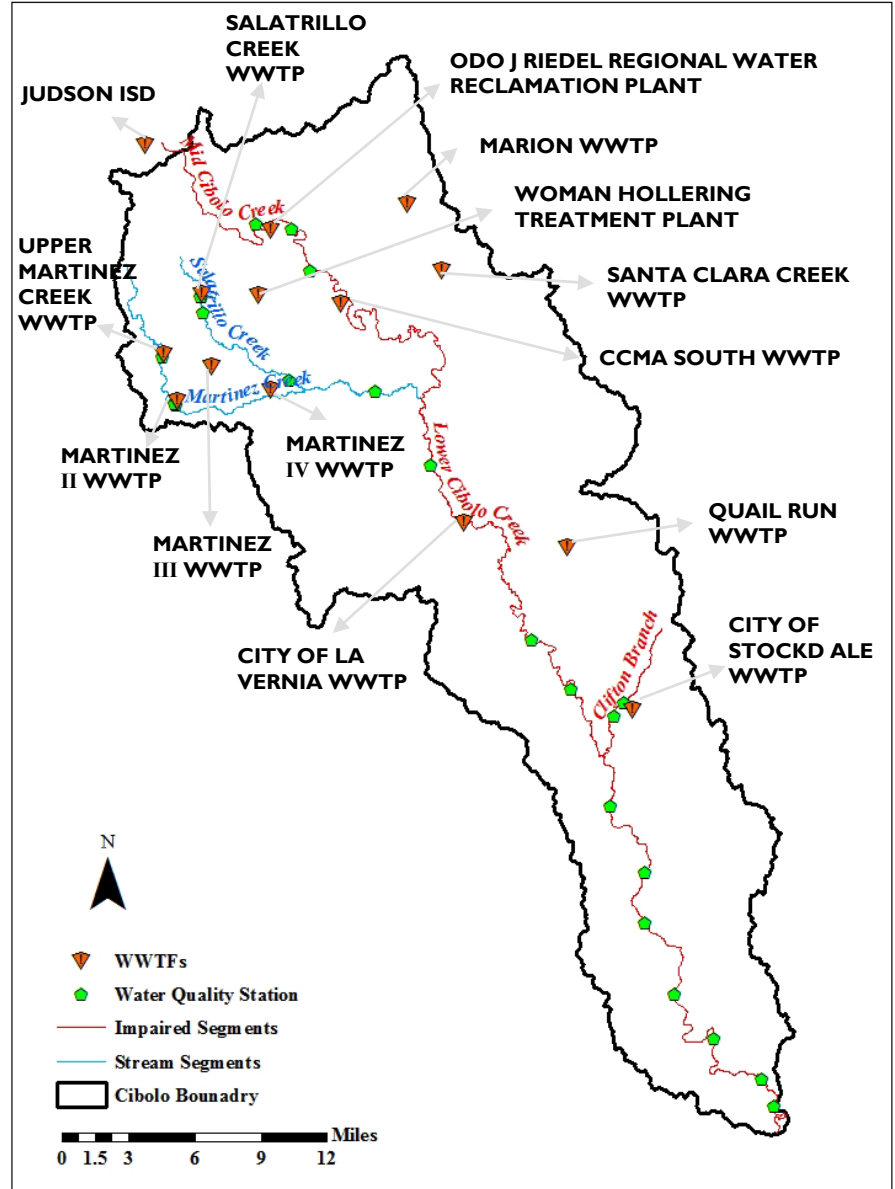 SALATRILLO
CREEK
WWTP
ODO J RIEDEL REGIONAL WATER
RECLAMATION PLANT
JUDSON ISD
MARION WWTP
Mid Cibolo Creek
WOMAN HOLLERING
TREATMENT PLANT
UPPER
MARTINEZ
CREEK
WWTP
Salatrillo Creek
SANTA CLARA CREEK
WWTP
CCMA SOUTH WWTP
Martinez Creek
MARTINEZ
II WWTP
MARTINEZ
IV WWTP
Lower Cibolo Creek
MARTINEZ
III WWTP
QUAIL RUN
WWTP
CITY OF LA
VERNIA WWTP
Clifton Branch
CITY OF
STOCKD ALE
WWTP
N
WWTFs
Water Quality Station
Impaired Segments
Stream Segments
Cibolo Bounadry
Miles
0 1.5 3 6 9 12